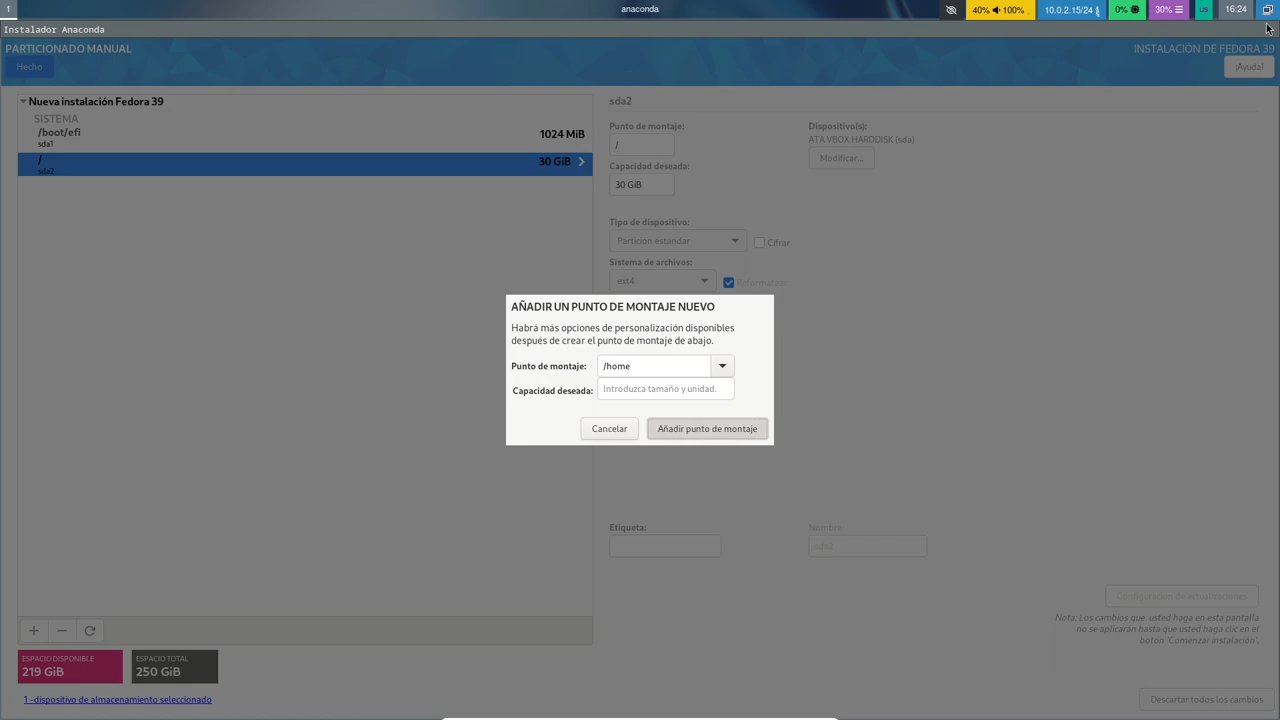 1
anaconda
40% 100%
10.0.2.15/24
0%
30%
us
16:24
Instalador Anaconda
PARTICIONADO MANUAL
INSTALACIÓN DE FEDORA 39
Hecho
us
¡Ayuda!
Nueva instalación Fedora 39
SISTEMA
/boot/efi
sda1
1024 MiB
/
sda2
30 GiB
sda2
Punto de montaje:
/
Capacidad deseada:
30 GiB
Dispositivo(s):
ATA VBOX HARDDISK (sda)
Modificar...
Tipo de dispositivo:
Partición estándar
Cifrar
Sistema de archivos:
ext4
Reformatear
AÑADIR UN PUNTO DE MONTAJE NUEVO
Habrá más opciones de personalización disponibles
después de crear el punto de montaje de abajo.
Punto de montaje:
/home
Capacidad deseada:
Introduzca tamaño y unidad.
Cancelar
Añadir punto de montaje
Etiqueta:
Nombre:
sda2
Configuración de actualizaciones
Nota: Los cambios que usted haga en esta pantalla
no se aplicarán hasta que usted haga clic en el
botón 'Comenzar instalación'.
ESPACIO DISPONIBLE
219 GiB
ESPACIO TOTAL
250 GiB
1 -dispositivo de almacenamiento seleccionado
Descartar todos los cambios